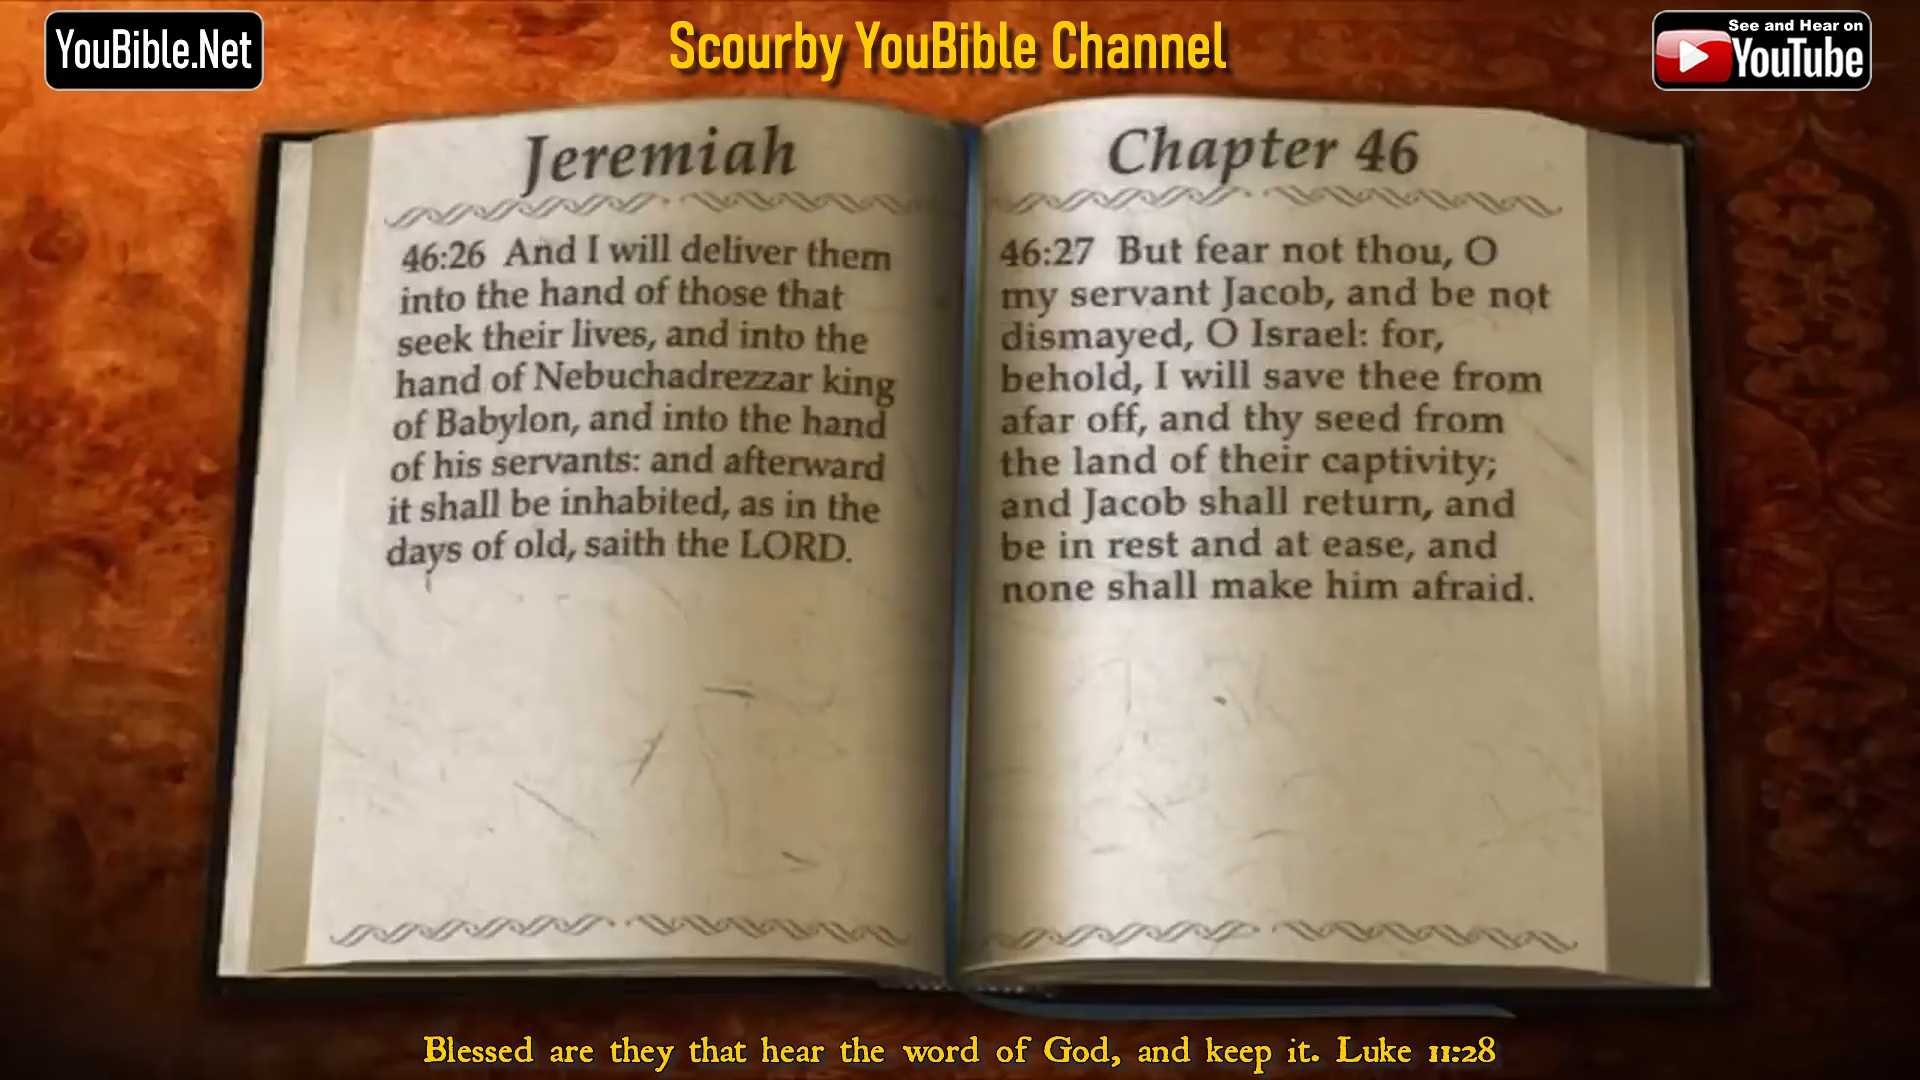 YouBible.Net
Scourby YouBible Channel
See and Hear on
YouTube
Jeremiah
46:26 And I will deliver them
into the hand of those that
seek their lives, and into the
hand of Nebuchadrezzar king
of Babylon, and into the hand
of his servants: and afterward
it shall be inhabited, as in the
days of old, saith the LORD.
Chapter 46
46:27 But fear not thou, O
my servant Jacob, and be not
dismayed, O Israel: for,
behold, I will save thee from
afar off, and thy seed from
the land of their captivity;
and Jacob shall return, and
be in rest and at ease, and
none shall make him afraid.
Blessed are they that hear the word of God, and keep it. Luke 11:28